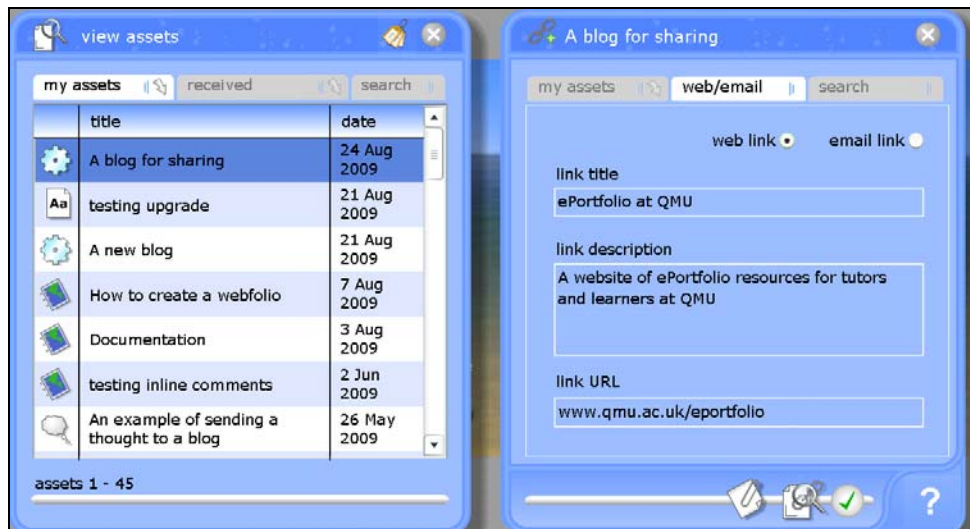 view assets
my assets
received
search
title
date
A blog for sharing
24 Aug
2009
Aa
testing upgrade
21 Aug
2009
A new blog
21 Aug
2009
How to create a webfolio
7 Aug
2009
Documentation
3 Aug
2009
testing inline comments
2 Jun
2009
An example of sending a
thought to a blog
26 May
2009
assets 1 - 45
A blog for sharing
my assets
web/email
search
web link
email link
link title
ePortfolio at QMU
link description
A website of ePortfolio resources for tutors
and learners at QMU
link URL
www.qmu.ac.uk/eportfolio
?